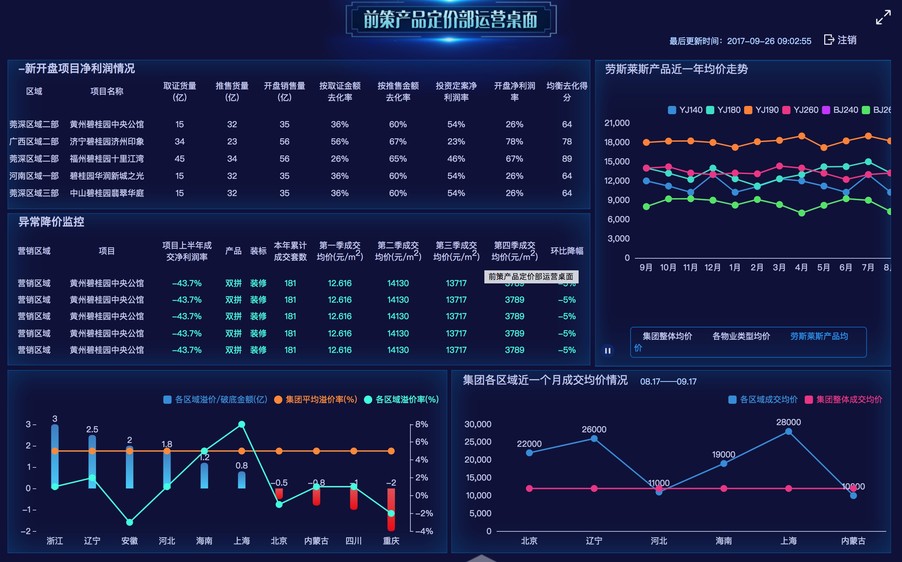 前策产品定价部运营桌面
最后更新时间：2017-09-26 09:02:55 注销
-新开盘项目净利润情况
区域 项目名称 取证货量(亿) 推售货量(亿) 开盘销售量(亿) 按取证金额去化率 按推售金额去化率 投资定案净利润率 开盘净利润率 均衡去化得分
莞深区域二部 黄州碧桂园中央公馆 15 32 35 36% 60% 54% 26% 64
广西区域二部 济宁碧桂园济州印象 34 23 56 56% 67% 23% 78% 78
莞深区域二部 福州碧桂园十里江湾 45 34 56 26% 65% 46% 67% 89
河南区域一部 碧桂园华润新城之光 15 32 35 36% 60% 54% 26% 64
莞深区域三部 中山碧桂园翡翠华庭 15 32 35 36% 60% 54% 26% 64
异常降价监控
营销区域 项目 项目上半年成交净利润率 产品 装标 本年累计成交套数 第一季成交均价(元/m²) 第二季成交均价(元/m²) 第三季成交均价(元/m²) 第四季成交均价(元/m²) 环比降幅
前策产品定价部运营桌面
营销区域 黄州碧桂园中央公馆 -43.7% 双拼 装修 181 12.616 14130 13717 3789 -5%
营销区域 黄州碧桂园中央公馆 -43.7% 双拼 装修 181 12.616 14130 13717 3789 -5%
营销区域 黄州碧桂园中央公馆 -43.7% 双拼 装修 181 12.616 14130 13717 3789 -5%
营销区域 黄州碧桂园中央公馆 -43.7% 双拼 装修 181 12.616 14130 13717 3789 -5%
营销区域 黄州碧桂园中央公馆 -43.7% 双拼 装修 181 12.616 14130 13717 3789 -5%
劳斯莱斯产品近一年均价走势
YJ140 YJ180 YJ190 YJ260 BJ240 BJ26
21,000
18,000
15,000
12,000
9,000
6,000
3,000
0
9月 10月 11月 12月 1月 2月 3月 4月 5月 6月 7月 8.
集团整体均价 各物业类型均价 劳斯莱斯产品均
价
各区域溢价/破底金额(亿) 集团平均溢价率(%) 各区域溢价率(%)
3 2 1 0 -1 -2
3 2.5 2 1.8 1.2 0.8 -0.5 -0.8 -1 -2
8% 6% 4% 2% 0% -2% -4%
浙江 辽宁 安徽 河北 海南 上海 北京 内蒙古 四川 重庆
集团各区域近一个月成交均价情况 08.17——09.17
各区域成交均价 集团整体成交均价
30,000
25,000
20,000
15,000
10,000
5,000
0
22000 26000 11000 19000 28000 10000
北京 辽宁 河北 海南 上海 内蒙古